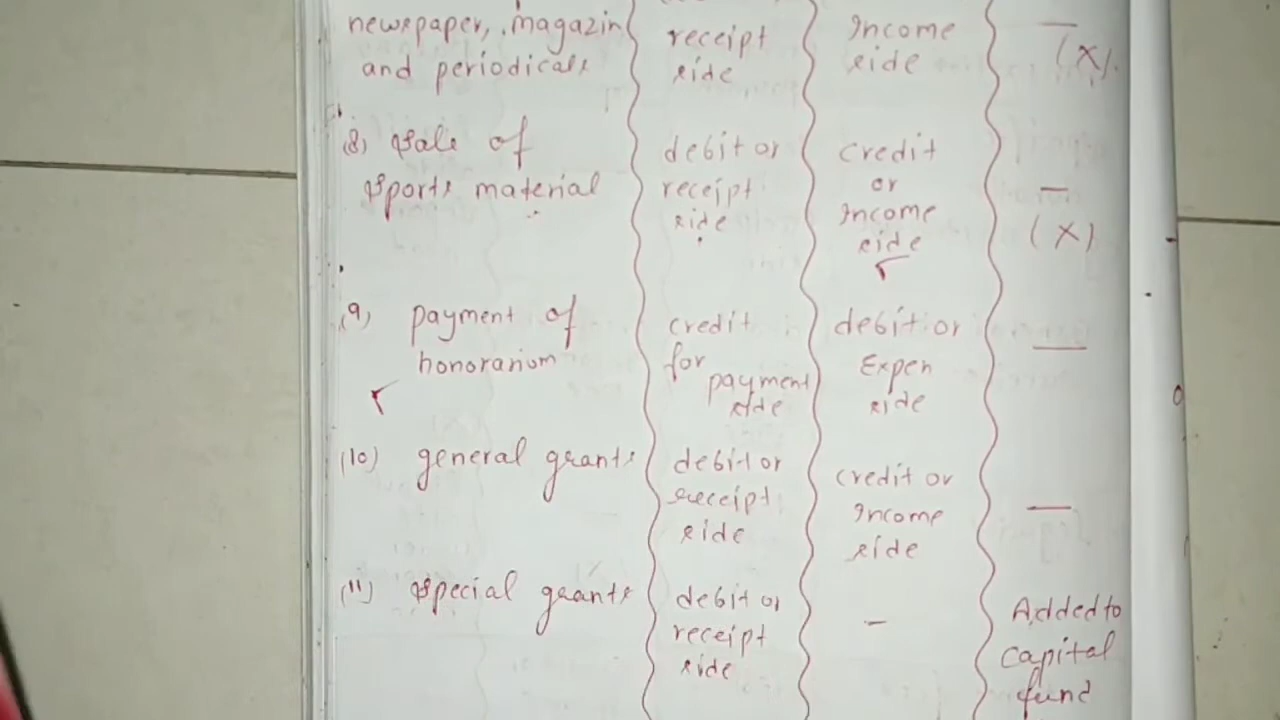 newspaper, magazin receipt Income —
and periodicals side side (X).
(8) Sale of debit or credit
sports material receipt or —
side Income (X)
side
(9) payment of credit debit or —
honorarium for Expen
payment side
side
(10) general grants debit or credit or —
receipt Income
side side
(11) special grants debit or — Added to
receipt capital
side fund